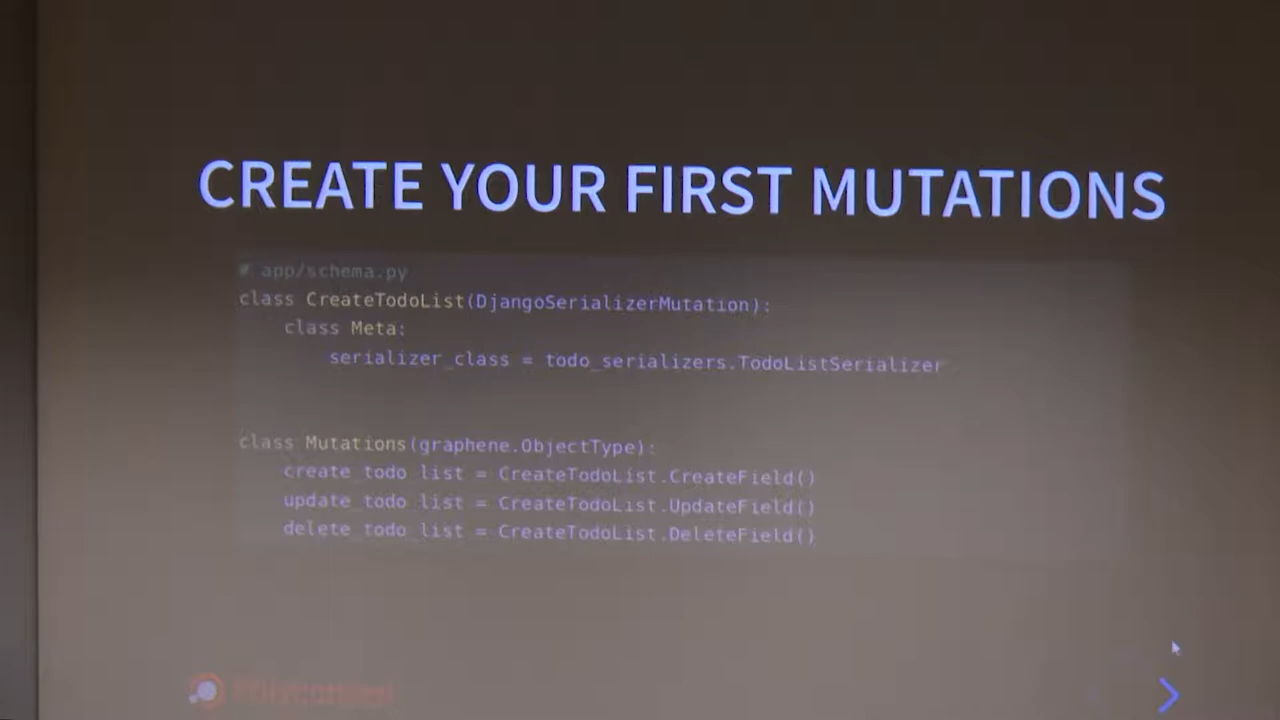 CREATE YOUR FIRST MUTATIONS
# app/schema.py
class CreateTodoList(DjangoSerializerMutation):
class Meta:
serializer_class = todo_serializers.TodoListSerializer
class Mutations(graphene.ObjectType):
create_todo_list = CreateTodoList.CreateField()
update_todo_list = CreateTodoList.UpdateField()
delete_todo_list = CreateTodoList.DeleteField()